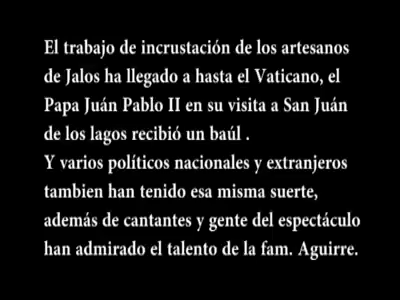 El trabajo de incrustación de los artesanos
de Jalos ha llegado a hasta el Vaticano, el
Papa Juán Pablo II en su visita a San Juán
de los lagos recibió un baúl .
Y varios políticos nacionales y extranjeros
tambien han tenido esa misma suerte,
además de cantantes y gente del espectáculo
han admirado el talento de la fam. Aguirre.